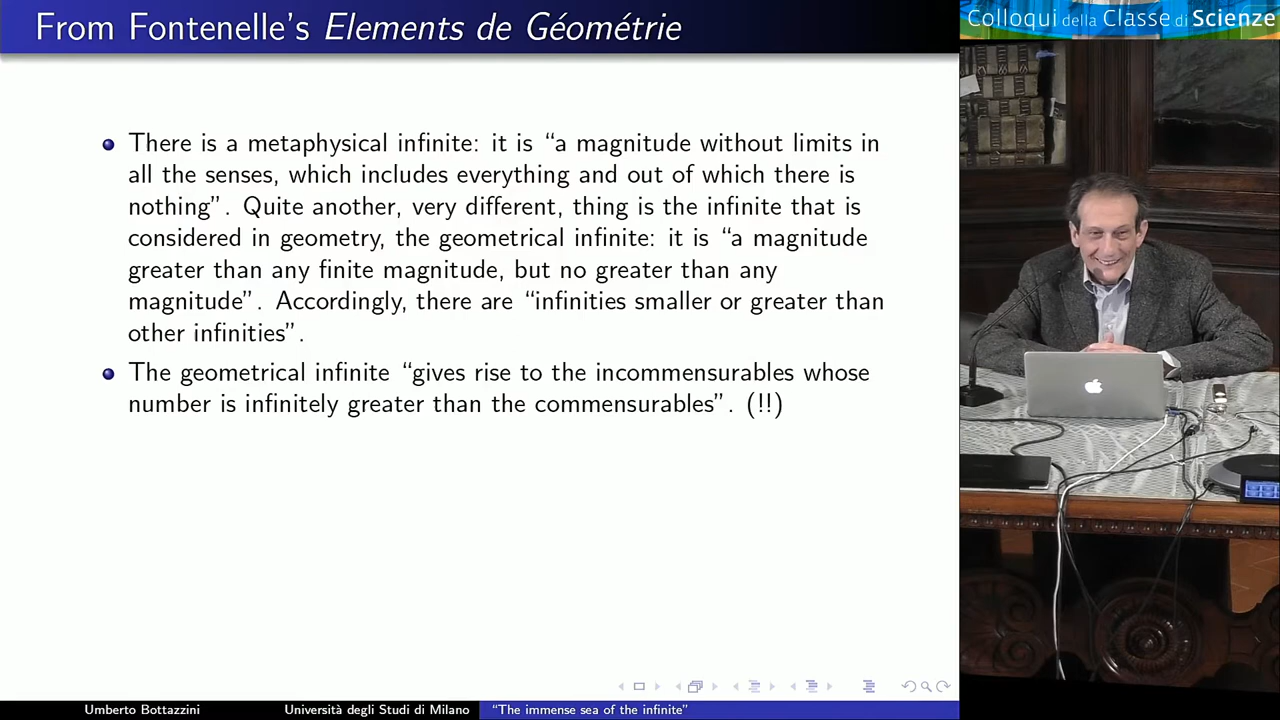 From Fontenelle's Elements de Géométrie
Colloqui della Classe di Scienze
There is a metaphysical infinite: it is “a magnitude without limits in
all the senses, which includes everything and out of which there is
nothing”. Quite another, very different, thing is the infinite that is
considered in geometry, the geometrical infinite: it is “a magnitude
greater than any finite magnitude, but no greater than any
magnitude”. Accordingly, there are “infinities smaller or greater than
other infinities”.
The geometrical infinite “gives rise to the incommensurables whose
number is infinitely greater than the commensurables”. (!!)
Umberto Bottazzini
Università degli Studi di Milano
“The immense sea of the infinite”